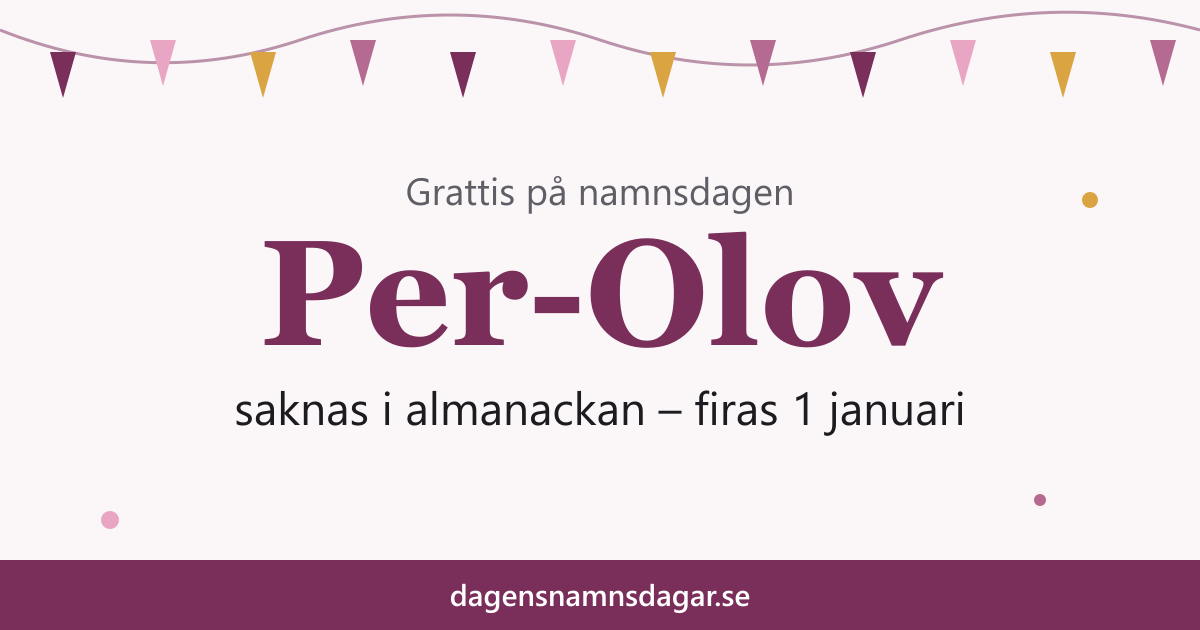 Grattis på namnsdagen
Per-Olov
saknas i almanackan – firas 1 januari
dagensnamnsdagar.se